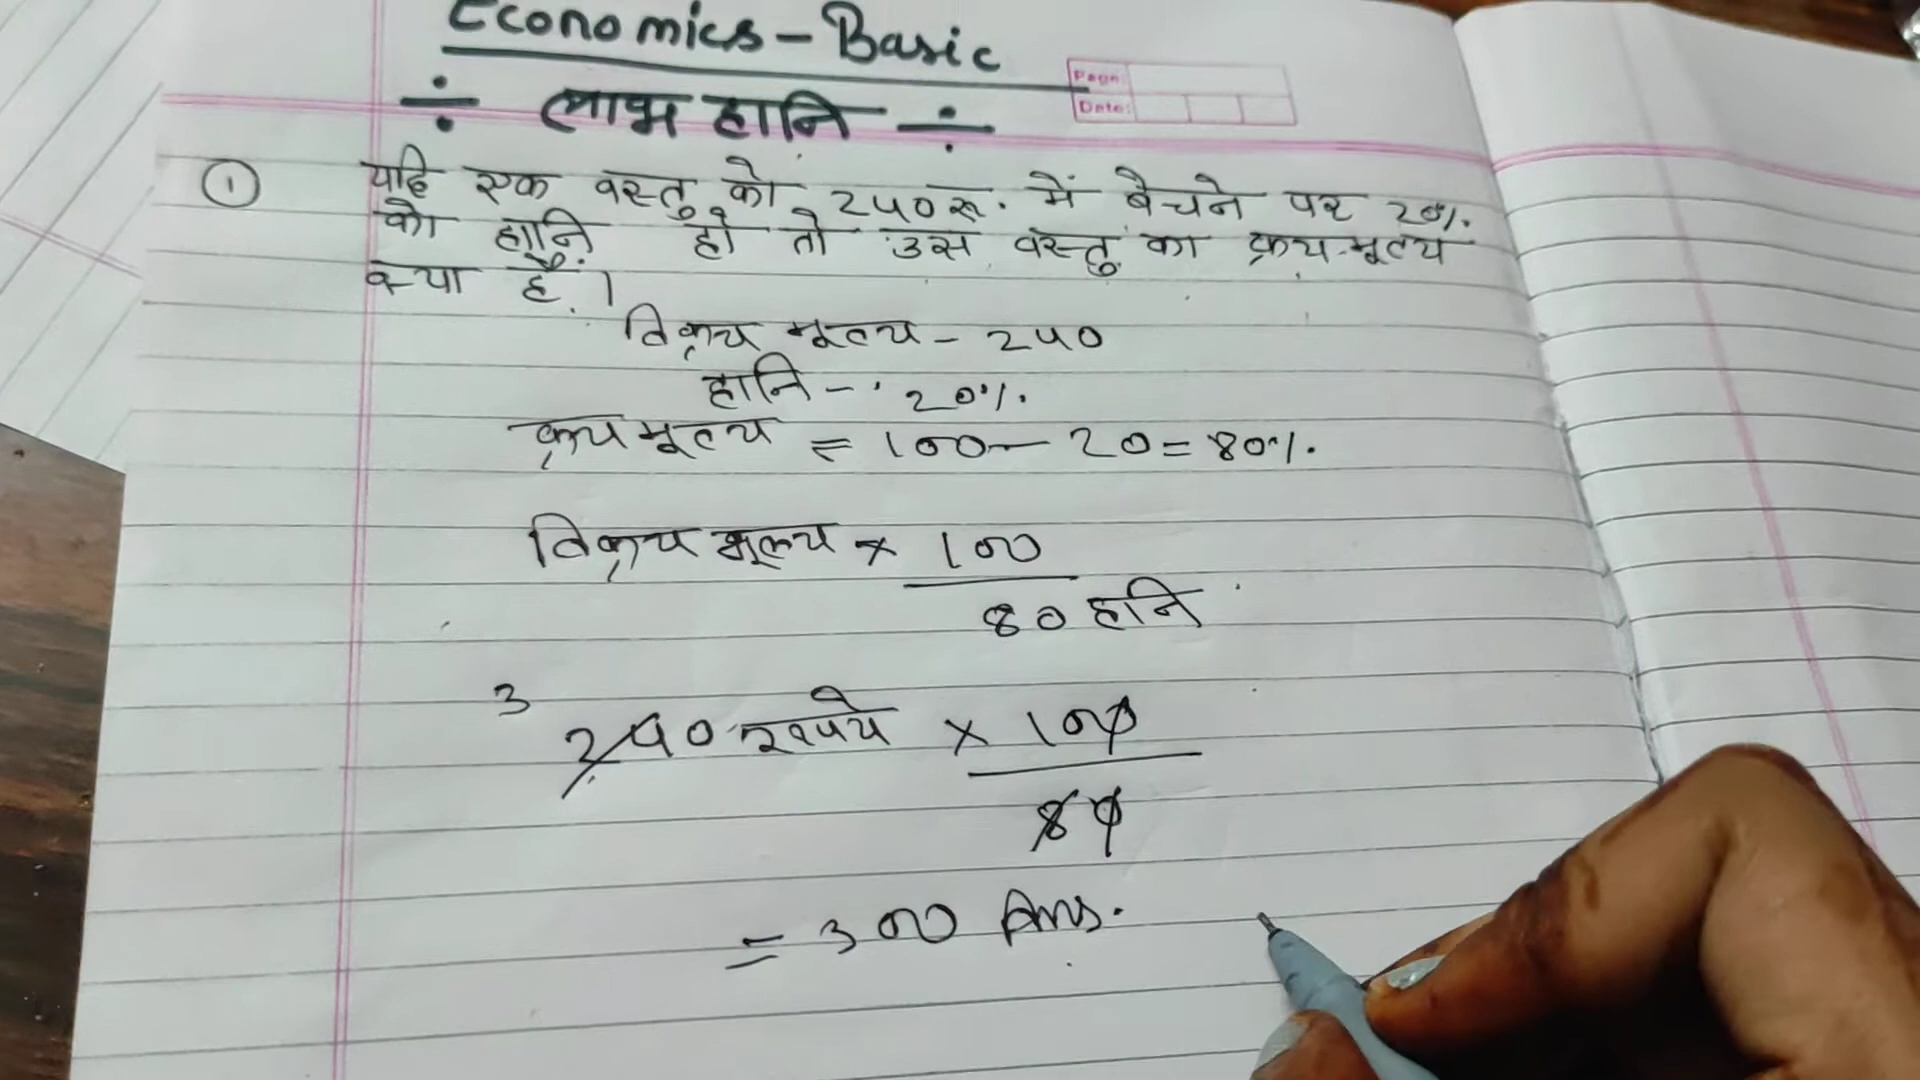 Economics - Basic
÷ लाभ हानि ÷
Page:
Date:
① यदि एक वस्तु को 240 रू. में बेचने पर 20%.
की हानि हो तो उस वस्तु का क्रय-मूल्य
क्या है।
विक्रय मूल्य - 240
हानि - 20%.
क्रय मूल्य = 100 - 20 = 80%.
विक्रय मूल्य × 100
80 हानि
3
240 रुपये × 100
80
= 300 Ans.